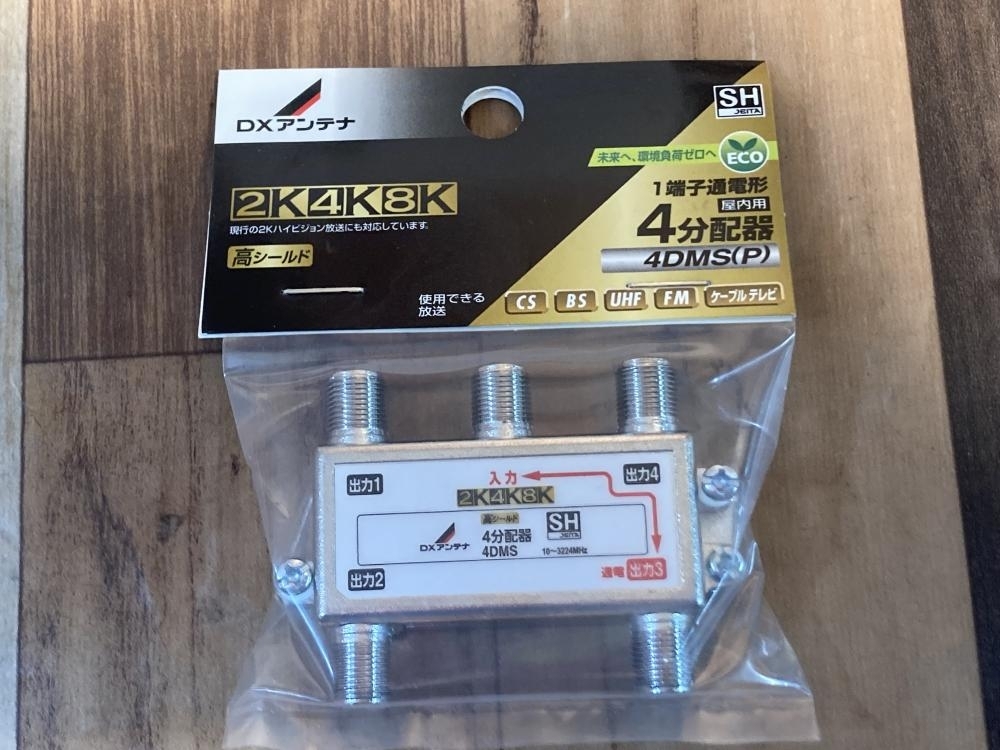 DXアンテナ
SH
JEITA
未来へ、環境負荷ゼロへ
ECO
2K4K8K
現行の2Kハイビジョン放送にも対応しています。
高シールド
1端子通電形
屋内用
4分配器
4DMS(P)
使用できる
放送
CS BS UHF FM ケーブルテレビ
出力1
入力
出力4
2K4K8K
高シールド
SH
JEITA
DXアンテナ
4分配器
4DMS
10～3224MHz
出力2
通電 出力3